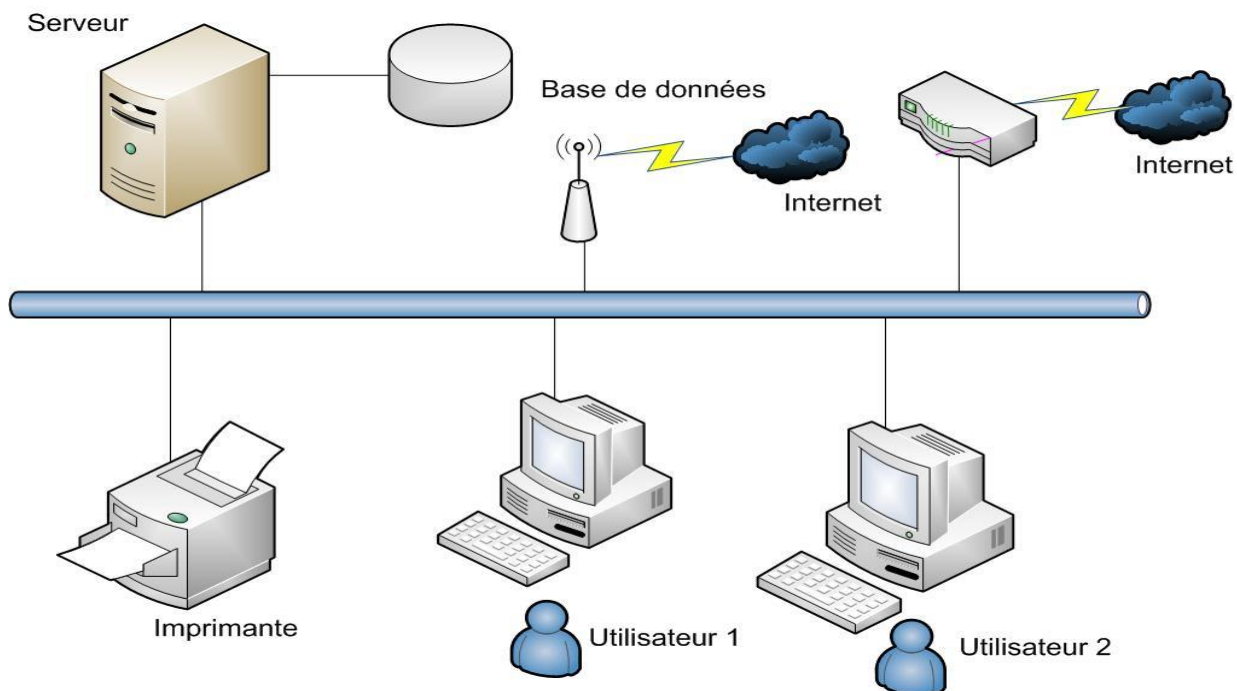 Serveur
Base de données
Internet
Internet
Imprimante
Utilisateur 1
Utilisateur 2